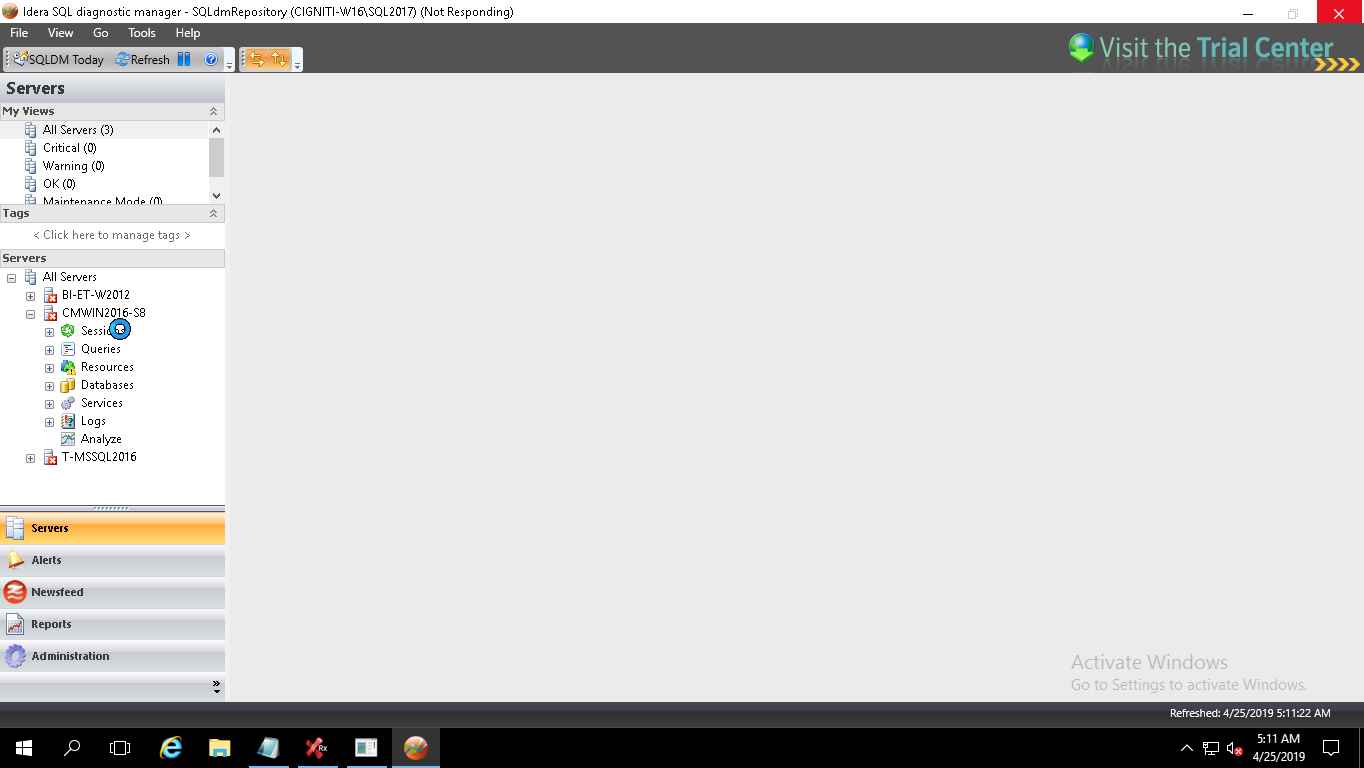 Idera SQL diagnostic manager - SQLdmRepository (CIGNITI-W16\SQL2017) (Not Responding)
File View Go Tools Help
SQLDM Today Refresh
Visit the Trial Center
Servers
My Views
All Servers (3)
Critical (0)
Warning (0)
OK (0)
Maintenance Mode (0)
Tags
< Click here to manage tags >
Servers
All Servers
BI-ET-W2012
CMWIN2016-S8
Queries
Resources
Databases
Services
Logs
Analyze
T-MSSQL2016
Servers
Alerts
Newsfeed
Reports
Administration
Activate Windows
Go to Settings to activate Windows.
Refreshed: 4/25/2019 5:11:22 AM
Rx
5:11 AM
4/25/2019